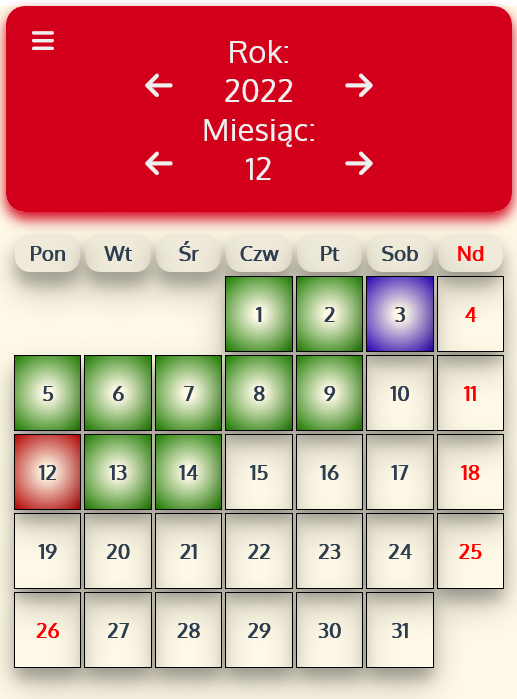 Rok:
2022
Miesiąc:
12
Pon Wt Śr Czw Pt Sob Nd
1 2 3 4
5 6 7 8 9 10 11
12 13 14 15 16 17 18
19 20 21 22 23 24 25
26 27 28 29 30 31